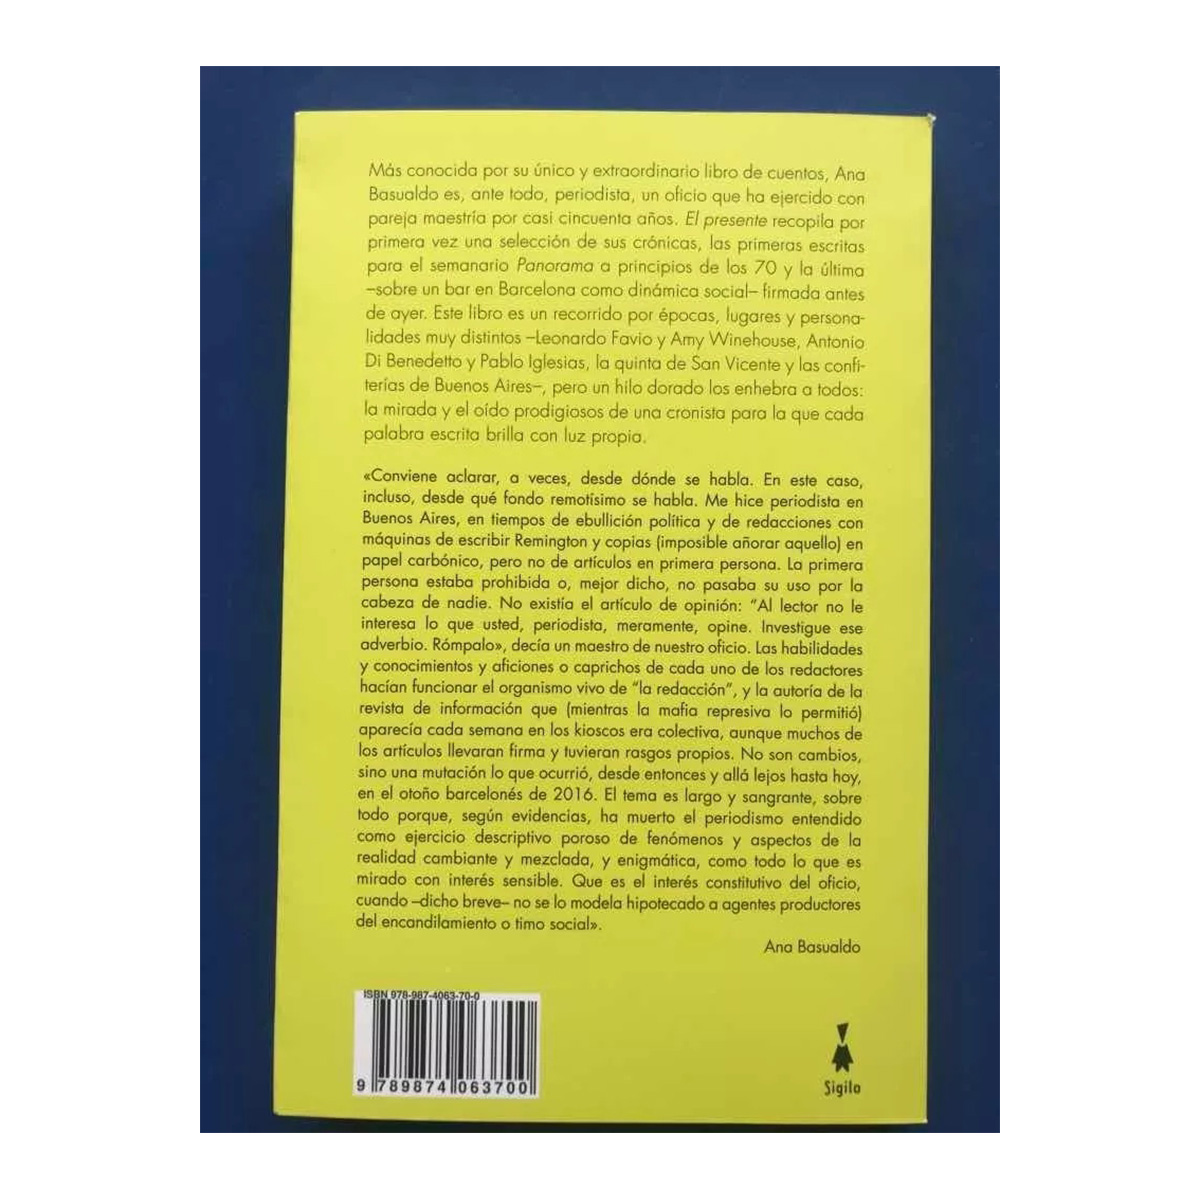 Más conocida por su único y extraordinario libro de cuentos, Ana
Basualdo es, ante todo, periodista, un oficio que ha ejercido con
pareja maestría por casi cincuenta años. El presente recopila por
primera vez una selección de sus crónicas, las primeras escritas
para el semanario Panorama a principios de los 70 y la última
–sobre un bar en Barcelona como dinámica social– firmada antes
de ayer. Este libro es un recorrido por épocas, lugares y persona-
lidades muy distintos –Leonardo Favio y Amy Winehouse, Antonio
Di Benedetto y Pablo Iglesias, la quinta de San Vicente y las confi-
terías de Buenos Aires–, pero un hilo dorado los enhebra a todos:
la mirada y el oído prodigiosos de una cronista para la que cada
palabra escrita brilla con luz propia.
«Conviene aclarar, a veces, desde dónde se habla. En este caso,
incluso, desde qué fondo remotísimo se habla. Me hice periodista en
Buenos Aires, en tiempos de ebullición política y de redacciones con
máquinas de escribir Remington y copias (imposible añorar aquello) en
papel carbónico, pero no de artículos en primera persona. La primera
persona estaba prohibida o, mejor dicho, no pasaba su uso por la
cabeza de nadie. No existía el artículo de opinión: "Al lector no le
interesa lo que usted, periodista, meramente, opine. Investigue ese
adverbio. Rómpalo», decía un maestro de nuestro oficio. Las habilidades
y conocimientos y aficiones o caprichos de cada uno de los redactores
hacían funcionar el organismo vivo de "la redacción", y la autoría de la
revista de información que (mientras la mafia represiva lo permitió)
aparecía cada semana en los kioscos era colectiva, aunque muchos de
los artículos llevaran firma y tuvieran rasgos propios. No son cambios,
sino una mutación lo que ocurrió, desde entonces y allá lejos hasta hoy,
en el otoño barcelonés de 2016. El tema es largo y sangrante, sobre
todo porque, según evidencias, ha muerto el periodismo entendido
como ejercicio descriptivo poroso de fenómenos y aspectos de la
realidad cambiante y mezclada, y enigmática, como todo lo que es
mirado con interés sensible. Que es el interés constitutivo del oficio,
cuando –dicho breve– no se lo modela hipotecado a agentes productores
del encandilamiento o timo social».
Ana Basualdo
ISBN 978-987-4063-70-0
9 789874 063700
Sigilo